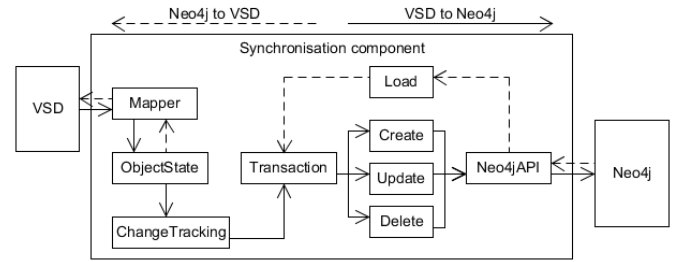 Neo4j to VSD
VSD to Neo4j
Synchronisation component
Load
VSD
Mapper
Create
ObjectState
Transaction
Update
Neo4jAPI
Neo4j
Delete
ChangeTracking